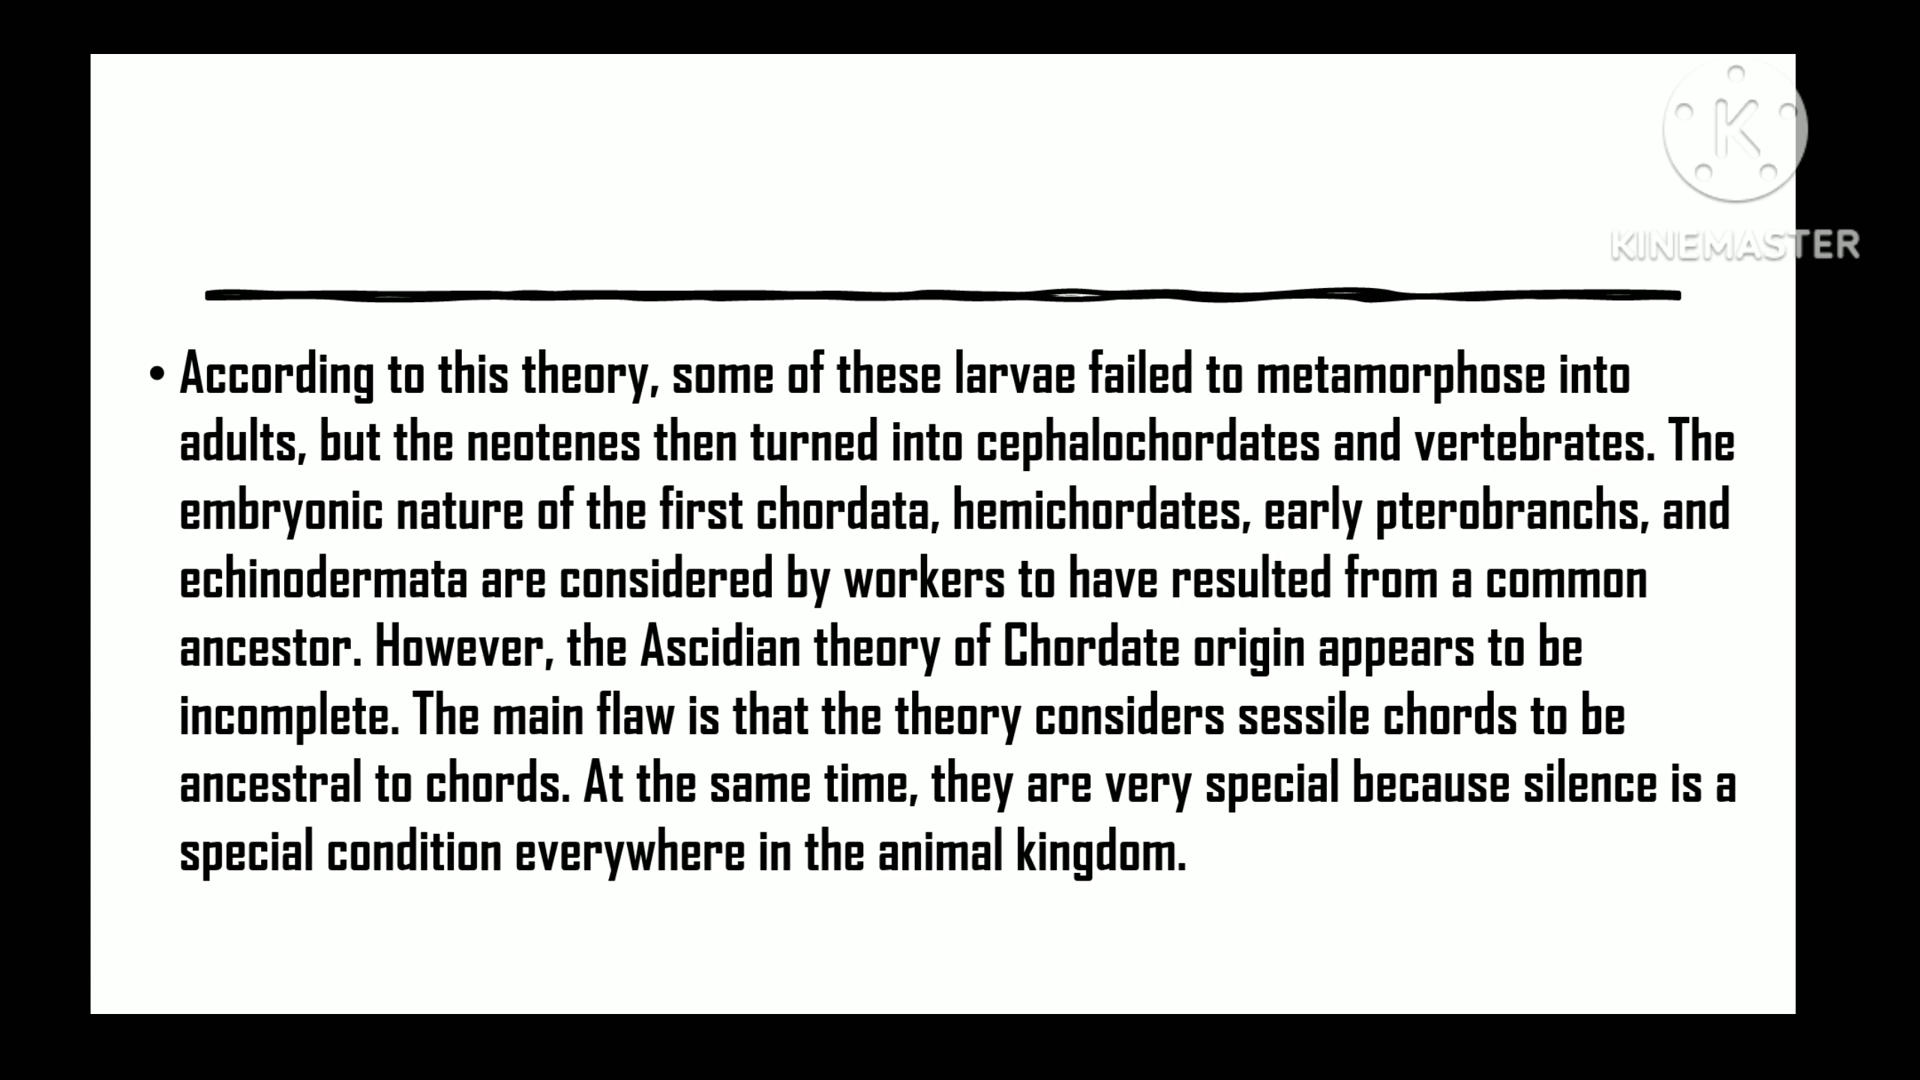 K
KINEMASTER
• According to this theory, some of these larvae failed to metamorphose into
adults, but the neotenes then turned into cephalochordates and vertebrates. The
embryonic nature of the first chordata, hemichordates, early pterobranchs, and
echinodermata are considered by workers to have resulted from a common
ancestor. However, the Ascidian theory of Chordate origin appears to be
incomplete. The main flaw is that the theory considers sessile chords to be
ancestral to chords. At the same time, they are very special because silence is a
special condition everywhere in the animal kingdom.